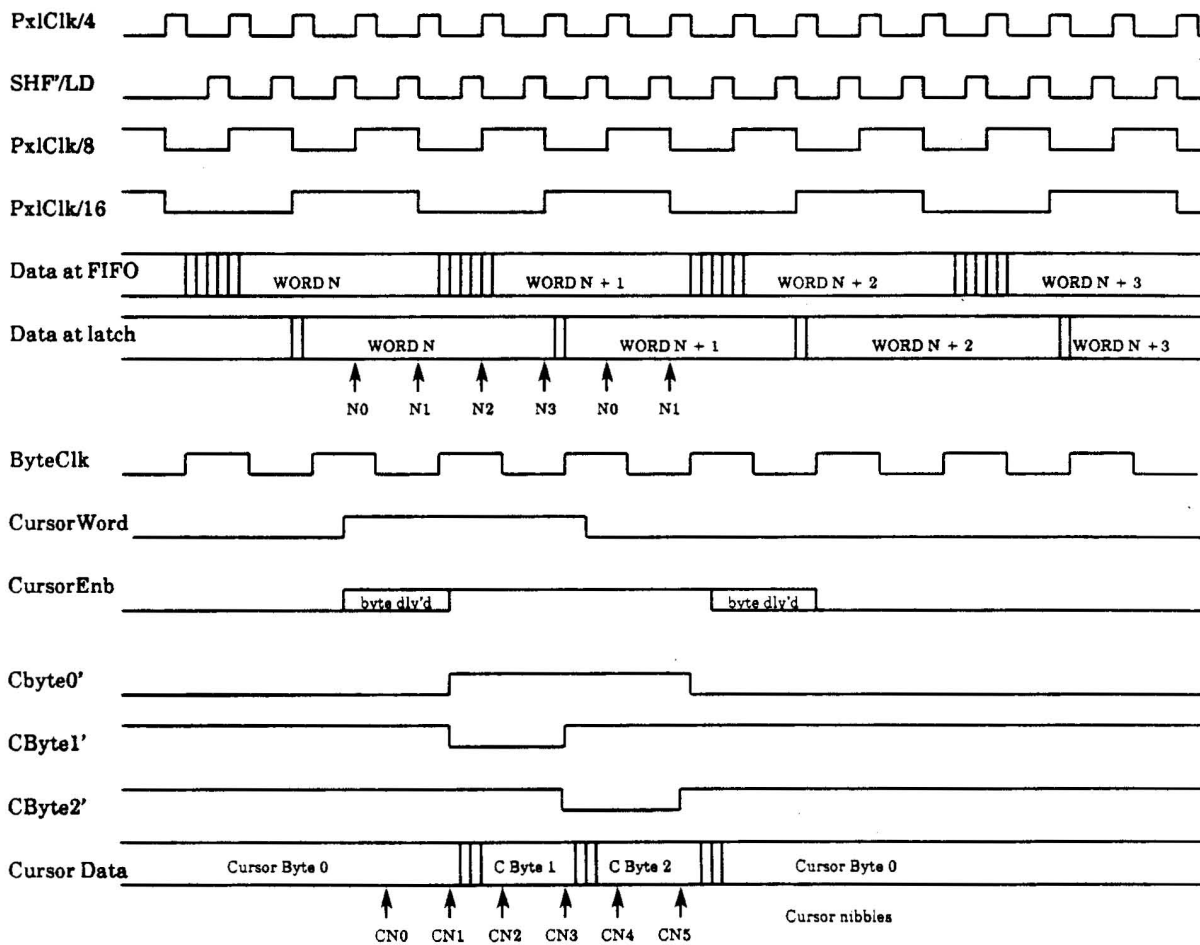 PxlClk/4
SHF'/LD
PxlClk/8
PxlClk/16
Data at FIFO WORD N WORD N + 1 WORD N + 2 WORD N + 3
Data at latch WORD N WORD N + 1 WORD N + 2 WORD N + 3
N0 N1 N2 N3 N0 N1
ByteClk
CursorWord
CursorEnb byte dly'd byte dly'd
Cbyte0'
CByte1'
CByte2'
Cursor Data Cursor Byte 0 C Byte 1 C Byte 2 Cursor Byte 0
Cursor nibbles
CN0 CN1 CN2 CN3 CN4 CN5